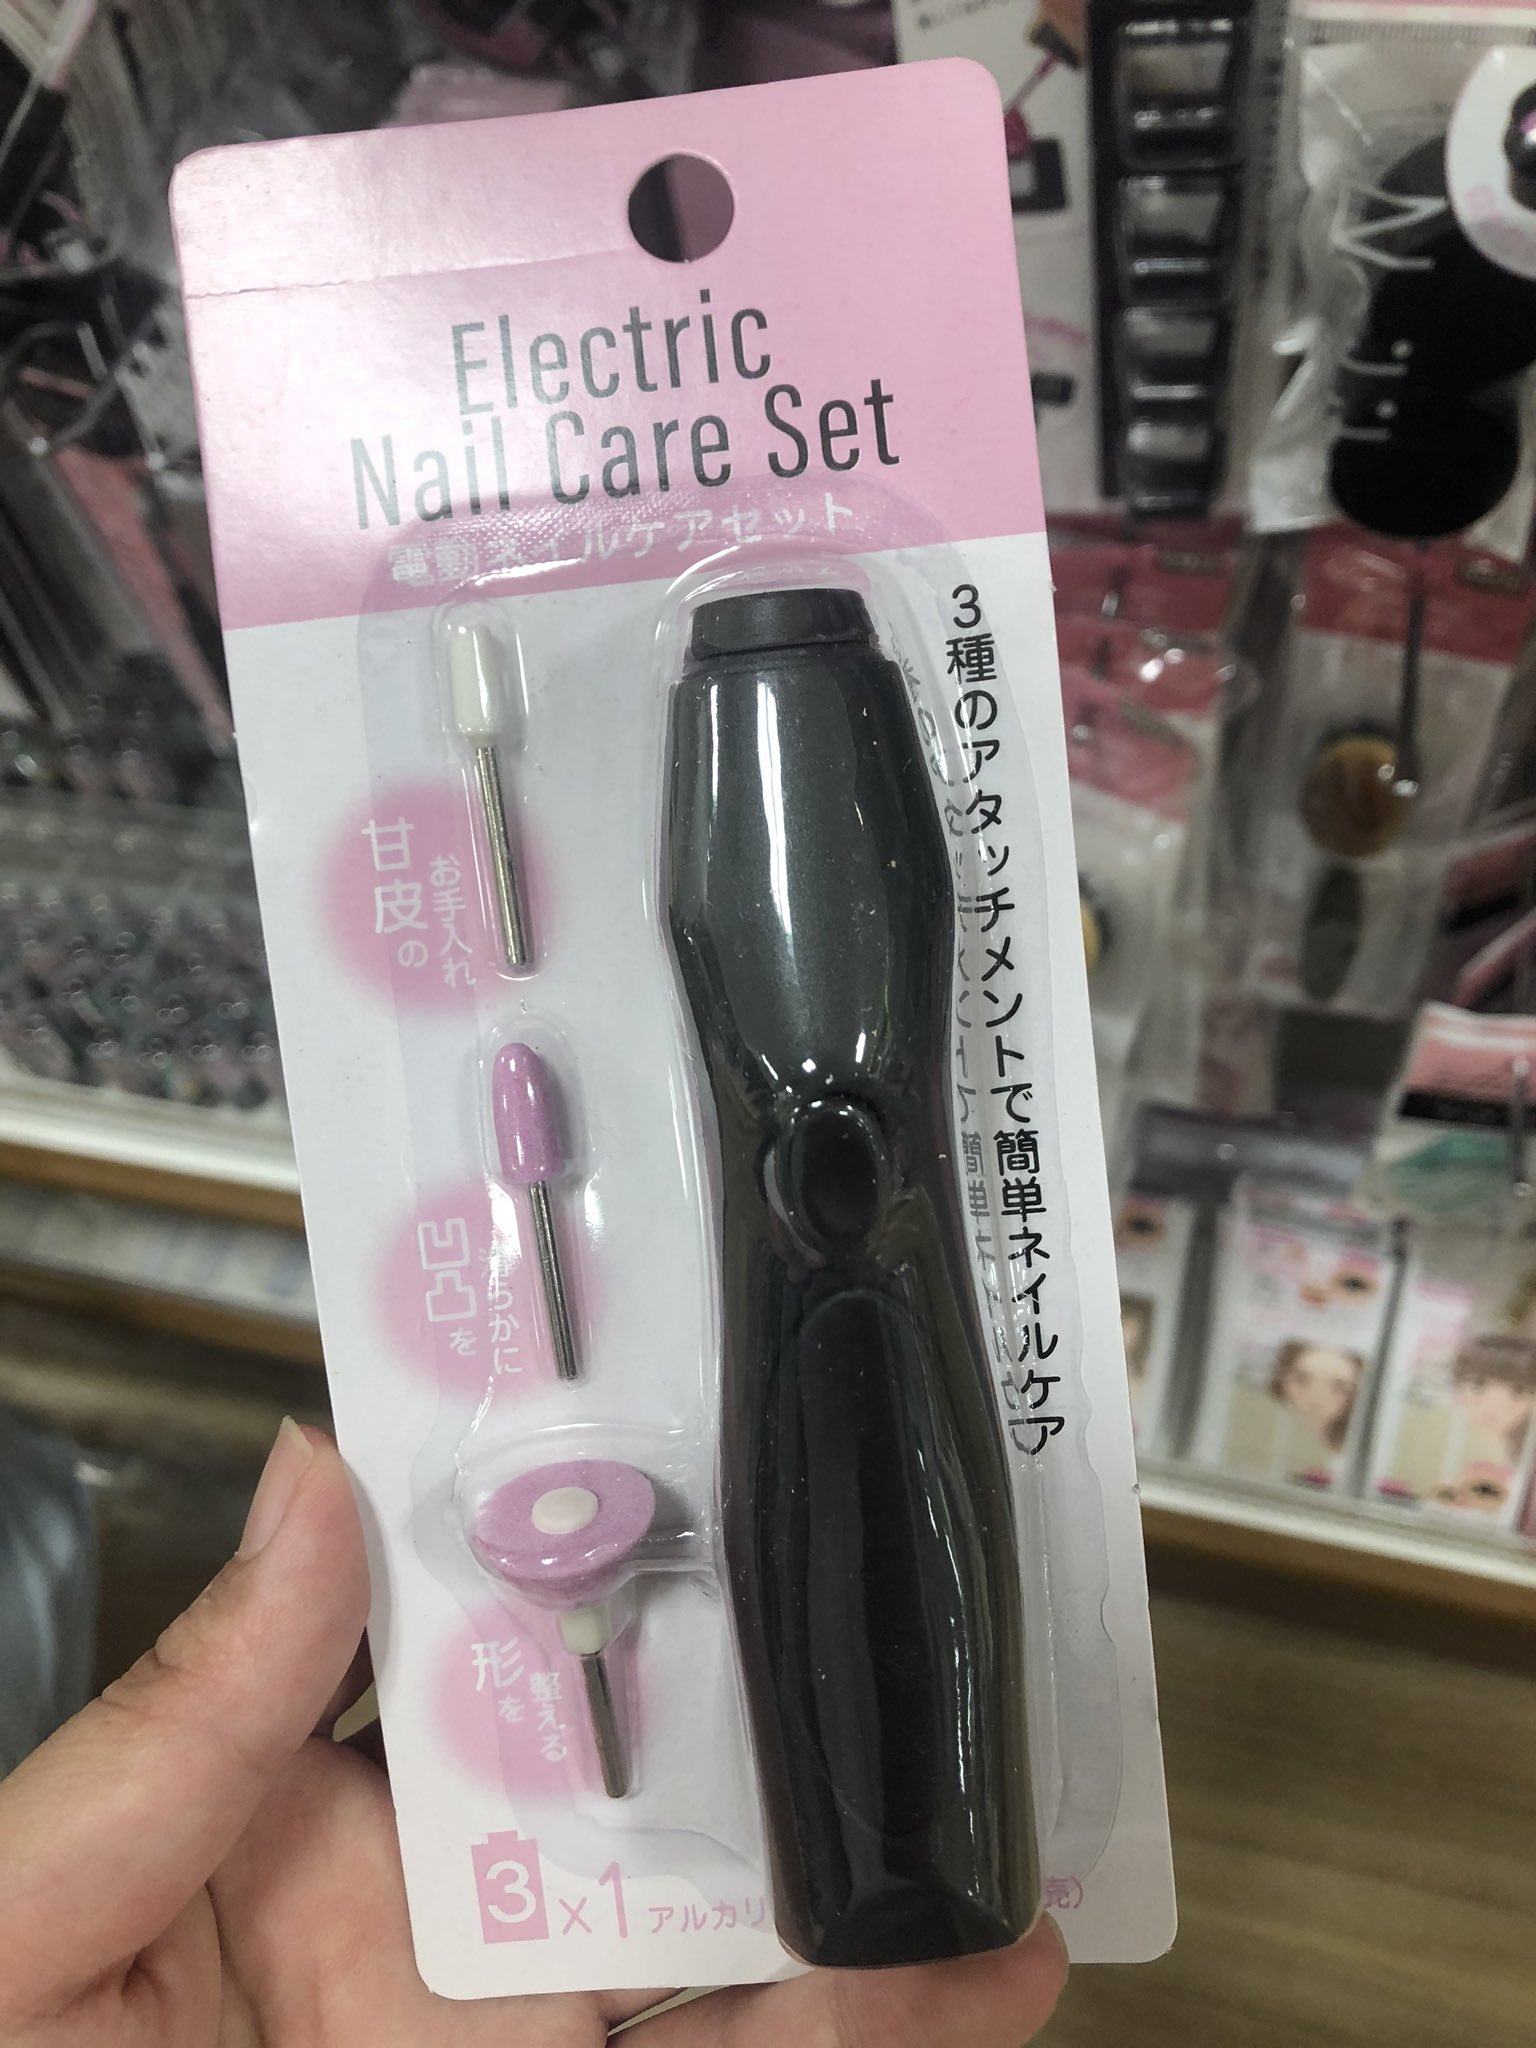 Electric
Nail Care Set
電動ネイルケアセット
3種のアタッチメントで簡単ネイルケア
甘皮の
お手入れ
凹凸を
滑らかに
形を
整える
3×1アルカリ
売)